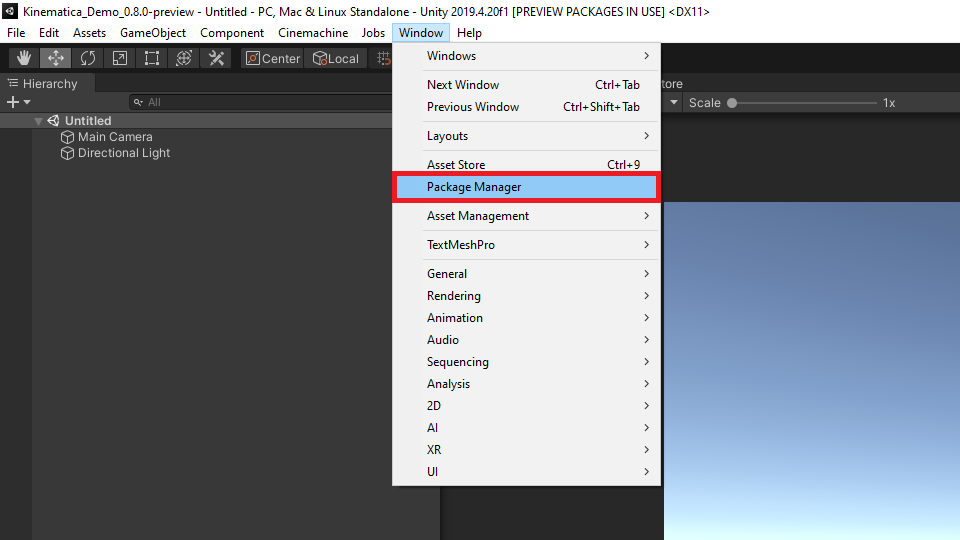 Kinematica_Demo_0.8.0-preview - Untitled - PC, Mac & Linux Standalone - Unity 2019.4.20f1 [PREVIEW PACKAGES IN USE] <DX11>
File Edit Assets GameObject Component Cinemachine Jobs Window Help
Center Local
Hierarchy
All
Untitled
Main Camera
Directional Light
Windows
Next Window Ctrl+Tab
Previous Window Ctrl+Shift+Tab
Layouts
Asset Store Ctrl+9
Package Manager
Asset Management
TextMeshPro
General
Rendering
Animation
Audio
Sequencing
Analysis
2D
AI
XR
UI
tore
Scale 1x